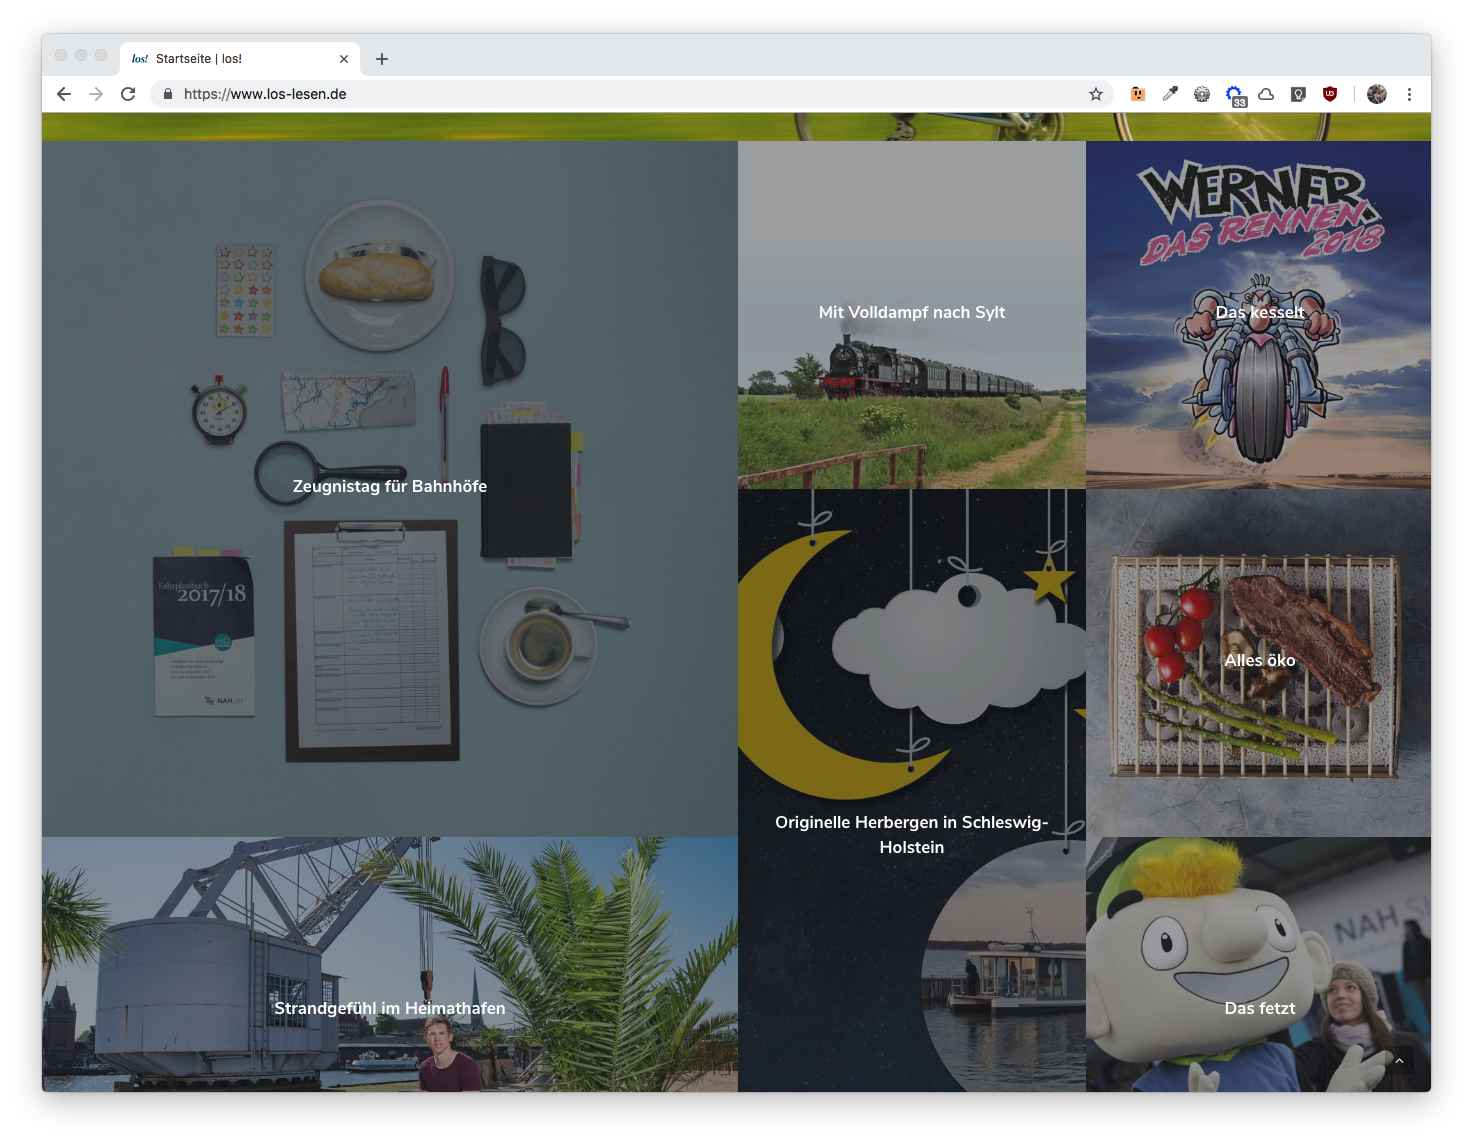 los! Startseite | los!
https://www.los-lesen.de
33
WERNER
DAS RENNEN
2018
Mit Volldampf nach Sylt
Das kesselt
Zeugnistag für Bahnhöfe
Fahrplanbuch
2017/18
NAH.SH
Alles öko
Originelle Herbergen in Schleswig-
Holstein
Strandgefühl im Heimathafen
NAH.S
Das fetzt